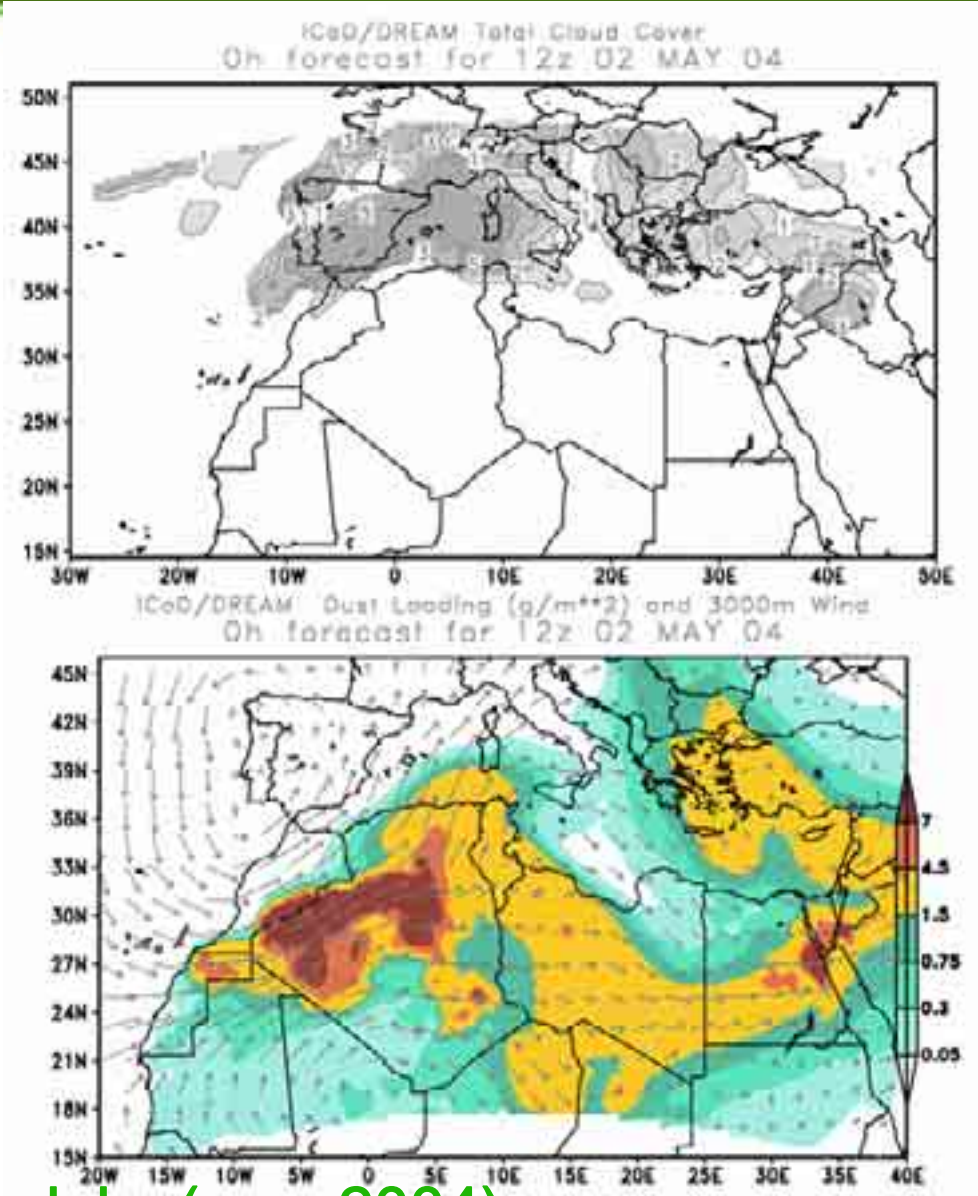 ICoD/DREAM Total Cloud Cover
0h forecast for 12z 02 MAY 04
50N
45N
40N
35N
30N
25N
20N
15N
30W 20W 10W 0 10E 20E 30E 40E 50E
ICoD/DREAM Dust Loading (g/m**2) and 3000m Wind
0h forecast for 12z 02 MAY 04
45N
42N
39N
36N
33N
30N
27N
24N
21N
18N
15N
7
4.5
1.5
0.75
0.3
0.05
20W 15W 10W 5W 0 5E 10E 15E 20E 25E 30E 35E 40E
2004)